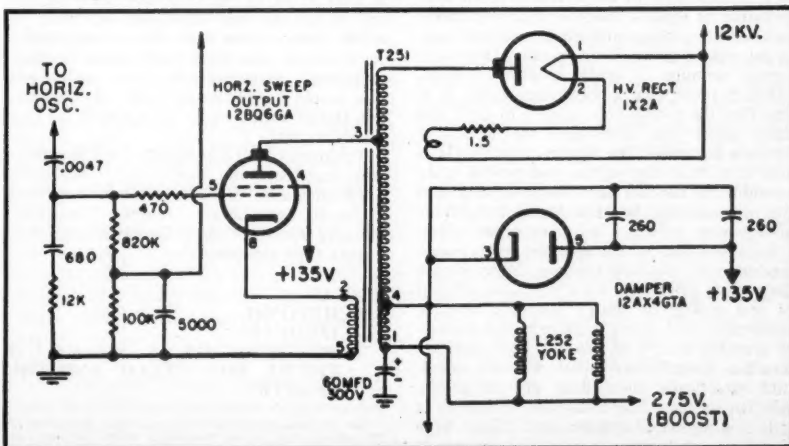 TO
HORIZ.
OSC.
.0047
680
12K
820K
100K
5000
470
5
HORZ. SWEEP
OUTPUT
12BQ6GA
4
8
+135V
3
2
5
T251
4
1
60MFD
300V
1
2
H.V. RECT.
1X2A
1.5
12KV.
260
260
3
5
DAMPER
12AX4GTA
+135V
L252
YOKE
275V.
(BOOST)